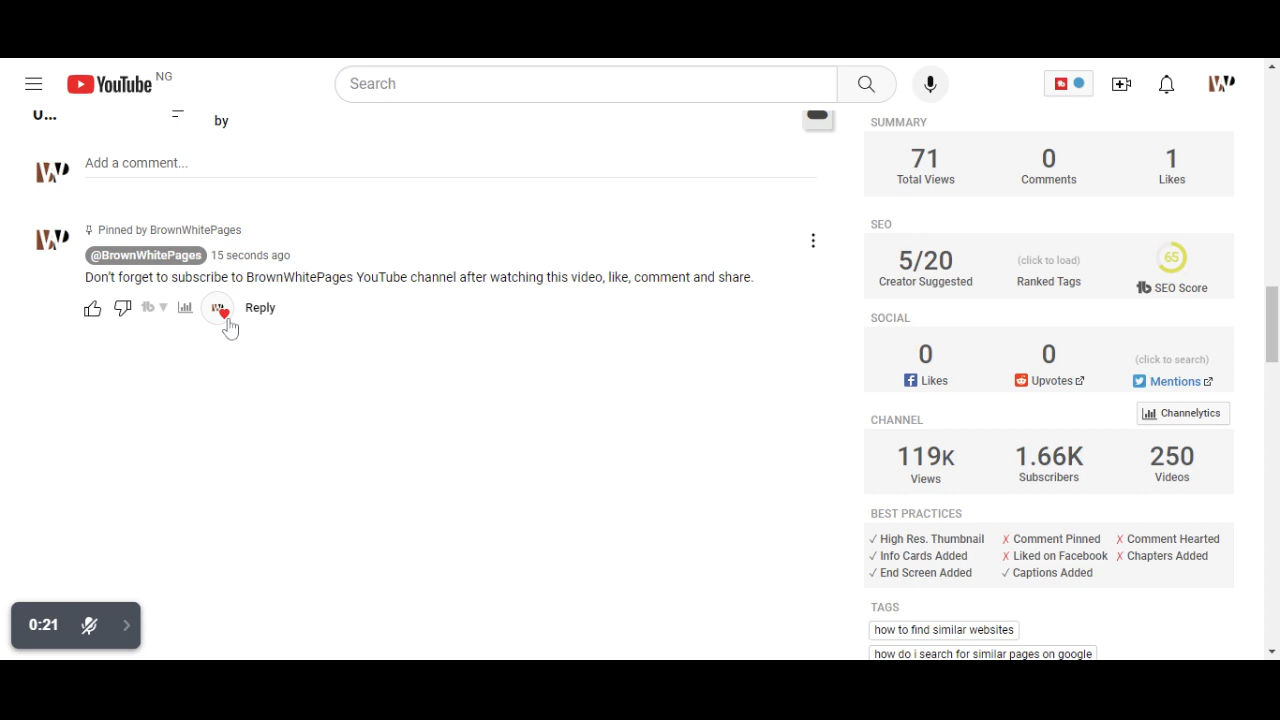 YouTube NG
Search
U...
by
Add a comment...
Pinned by BrownWhitePages
@BrownWhitePages 15 seconds ago
Don't forget to subscribe to BrownWhitePages YouTube channel after watching this video, like, comment and share.
Reply
0:21
SUMMARY
71 0 1
Total Views Comments Likes
SEO
5/20 (click to load) 65
Creator Suggested Ranked Tags tb SEO Score
SOCIAL
0 0 (click to search)
Likes Upvotes Mentions
Channelytics
CHANNEL
119K 1.66K 250
Views Subscribers Videos
BEST PRACTICES
✓ High Res. Thumbnail ✗ Comment Pinned ✗ Comment Hearted
✓ Info Cards Added ✗ Liked on Facebook ✗ Chapters Added
✓ End Screen Added ✓ Captions Added
TAGS
how to find similar websites
how do i search for similar pages on google